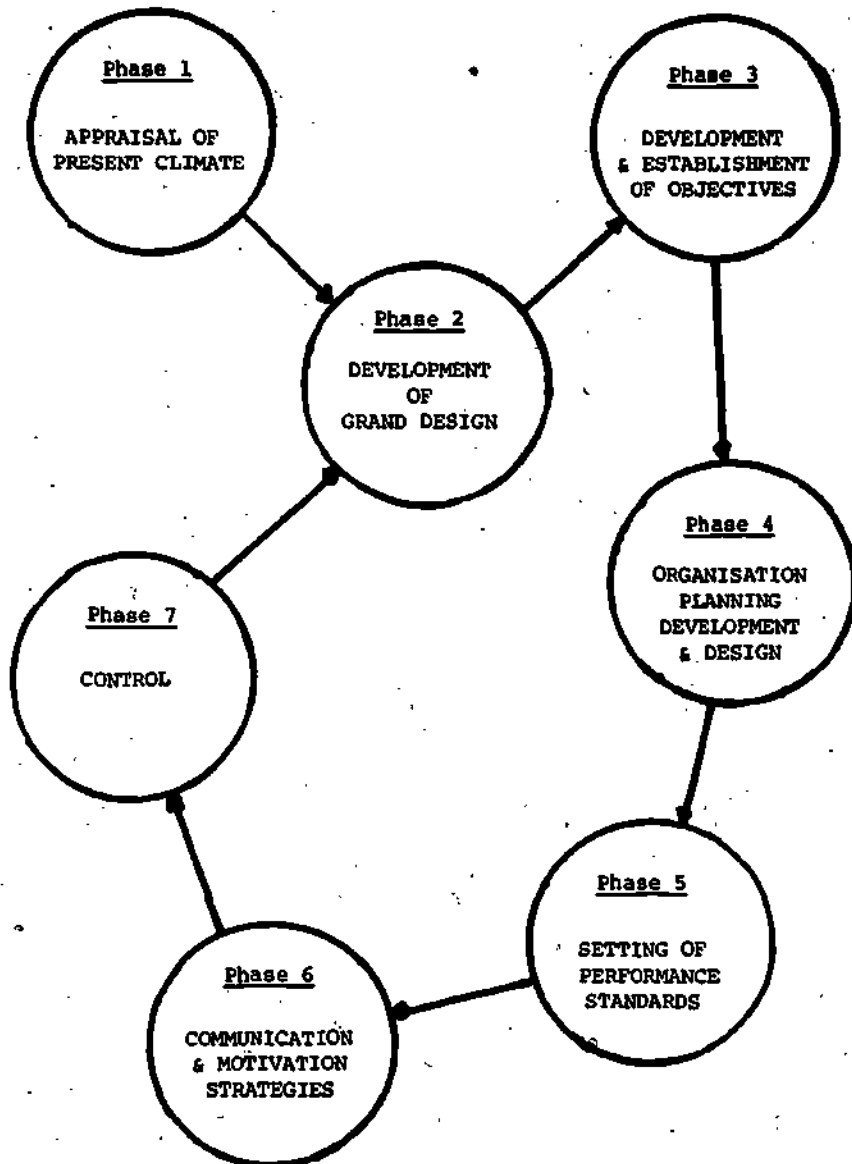 Phase 1
APPRAISAL OF
PRESENT CLIMATE
Phase 2
DEVELOPMENT
OF
GRAND DESIGN
Phase 3
DEVELOPMENT
& ESTABLISHMENT
OF OBJECTIVES
Phase 4
ORGANISATION
PLANNING
DEVELOPMENT
& DESIGN
Phase 5
SETTING OF
PERFORMANCE
STANDARDS
Phase 6
COMMUNICATION
& MOTIVATION
STRATEGIES
Phase 7
CONTROL